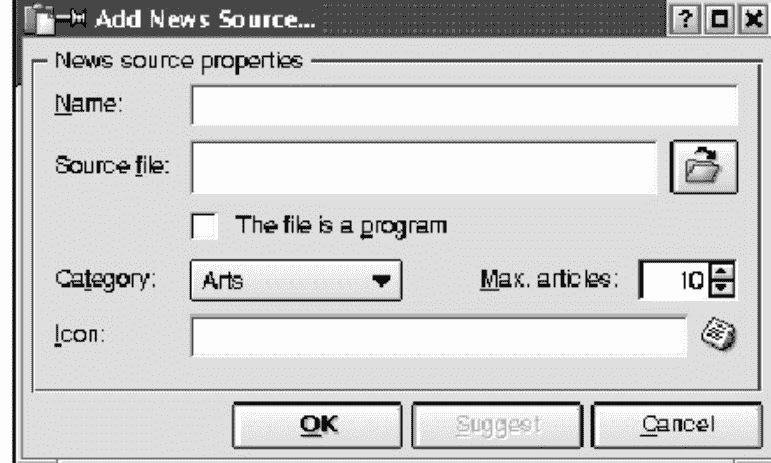 Add News Source...
News source properties
Name:
Source file:
The file is a program
Category: Arts Max. articles: 10
Icon:
OK Suggest Cancel